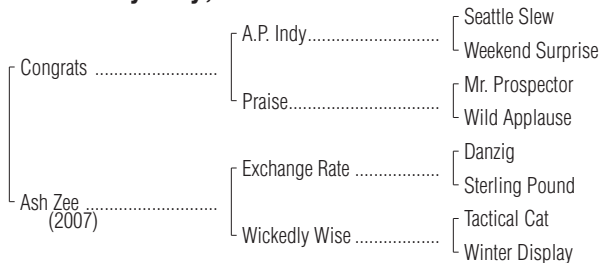 Seattle Slew
A.P. Indy
Weekend Surprise
Congrats
Mr. Prospector
Praise
Wild Applause
Danzig
Exchange Rate
Sterling Pound
Ash Zee
(2007)
Tactical Cat
Wickedly Wise
Winter Display